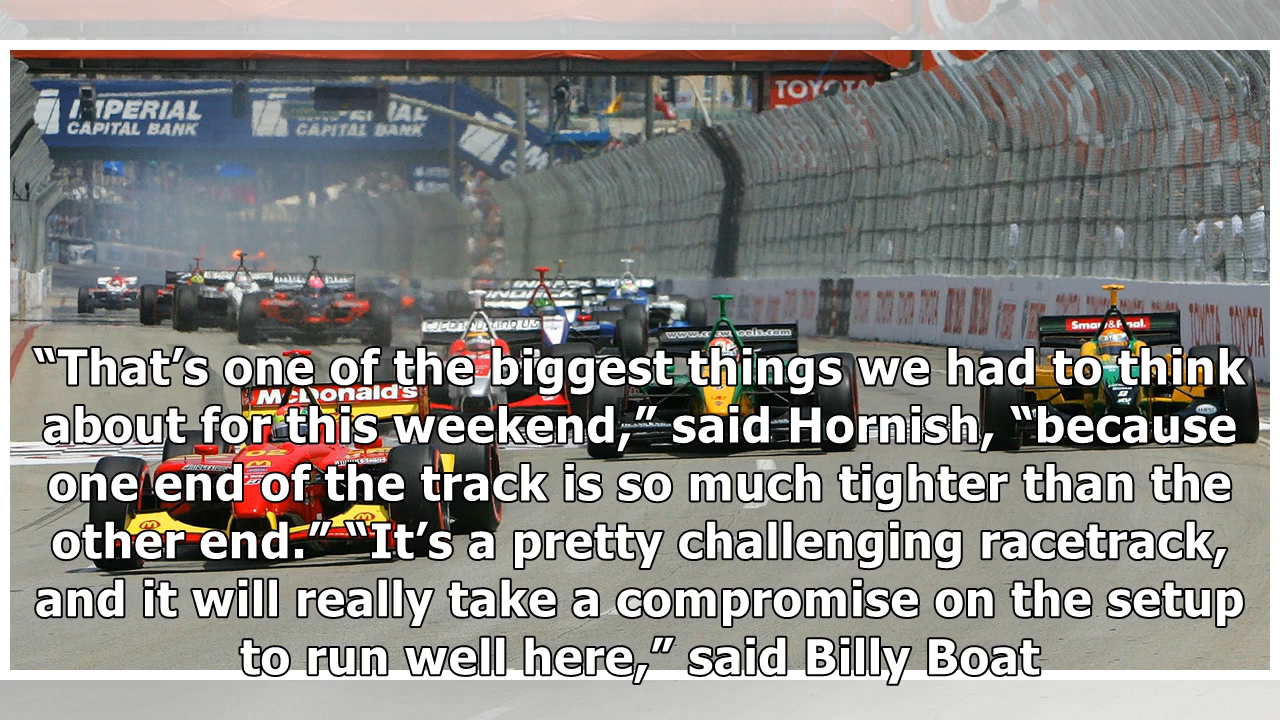 IMPERIAL
CAPITAL BANK
CAPITAL BANK
TOYOTA
Smart & Final.
McDonald's
02
“That’s one of the biggest things we had to think
about for this weekend,” said Hornish, “because
one end of the track is so much tighter than the
other end.” “It’s a pretty challenging racetrack,
and it will really take a compromise on the setup
to run well here,” said Billy Boat